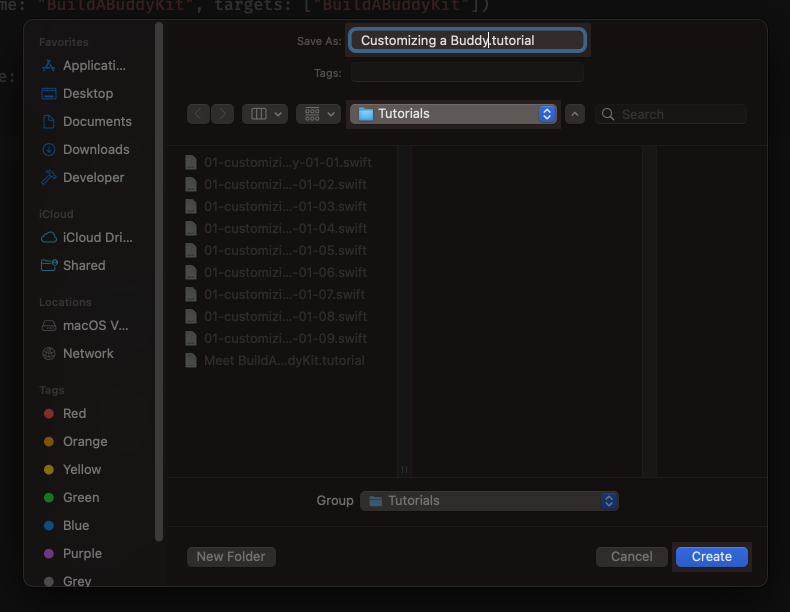 me: "BuildABuddyKit", targets: ["BuildABuddyKit"])
e:
Favorites
Applicati...
Desktop
Documents
Downloads
Developer
iCloud
iCloud Dri...
Shared
Locations
macOS V...
Network
Tags
Red
Orange
Yellow
Green
Blue
Purple
Grey
Save As: Customizing a Buddy.tutorial
Tags:
Tutorials
Search
01-customizi...y-01-01.swift
01-customizi...-01-02.swift
01-customizi...-01-03.swift
01-customizi...-01-04.swift
01-customizi...-01-05.swift
01-customizi...-01-06.swift
01-customizi...-01-07.swift
01-customizi...-01-08.swift
01-customizi...-01-09.swift
Meet BuildA...dyKit.tutorial
Group Tutorials
New Folder Cancel Create